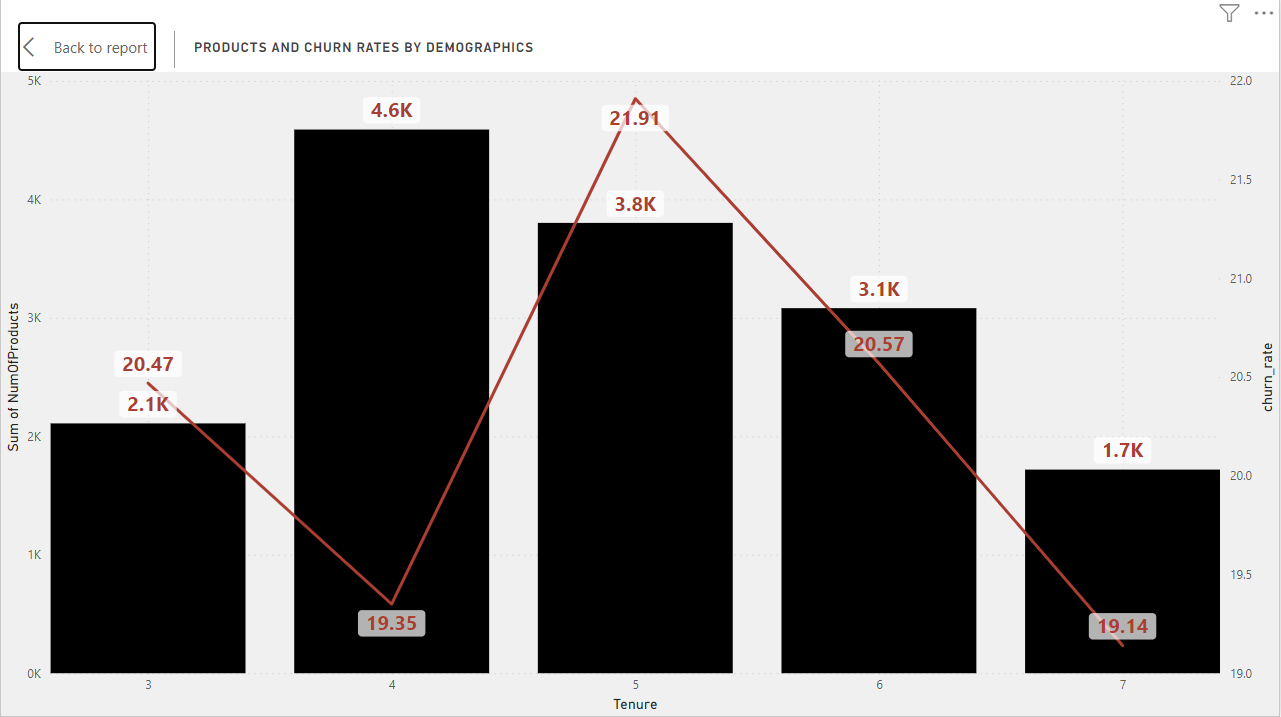 Back to report
PRODUCTS AND CHURN RATES BY DEMOGRAPHICS
5K
4K
3K
2K
1K
0K
Sum of NumOfProducts
22.0
21.5
21.0
20.5
20.0
19.5
19.0
churn_rate
4.6K
21.91
3.8K
3.1K
20.57
20.47
2.1K
1.7K
19.35
19.14
3 4 5 6 7
Tenure